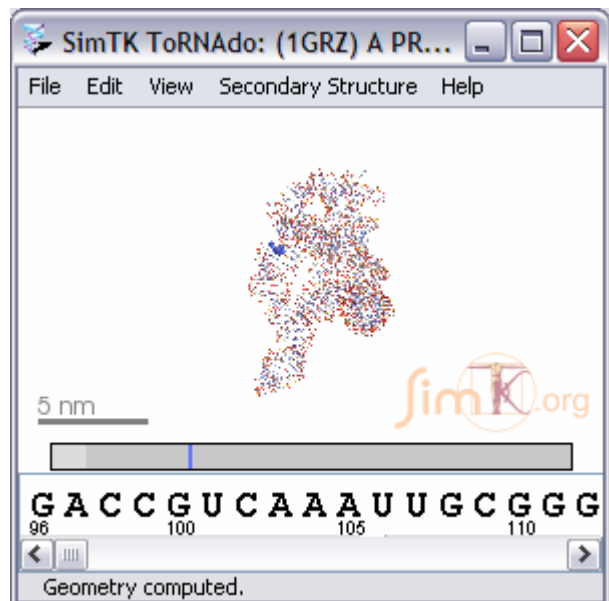 SimTK ToRNAdo: (1GRZ) A PR...
File Edit View Secondary Structure Help
5 nm
SimTK.org
G A C C G U C A A A U U G C G G G
96 100 105 110
Geometry computed.